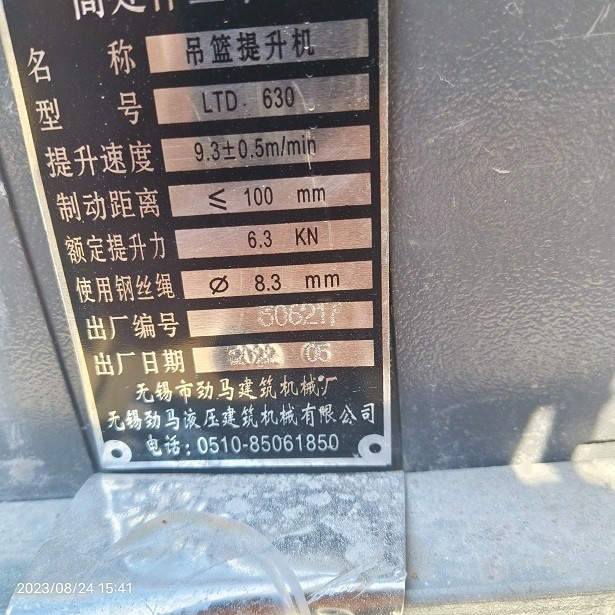 名 称 吊篮提升机
型 号 LTD 630
提升速度 9.3±0.5m/min
制动距离 ≤ 100 mm
额定提升力 6.3 KN
使用钢丝绳 Ø 8.3 mm
出厂编号
出厂日期 2022 05
无锡市劲马建筑机械厂
无锡劲马液压建筑机械有限公司
电话:0510-85061850
2023/08/24 15:41